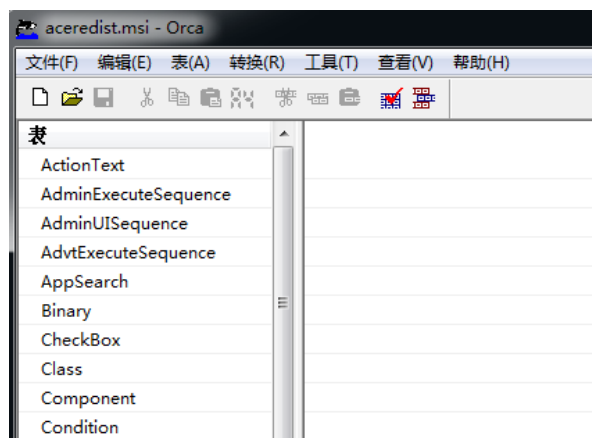 aceredist.msi - Orca
文件(F) 编辑(E) 表(A) 转换(R) 工具(T) 查看(V) 帮助(H)
表
ActionText
AdminExecuteSequence
AdminUISequence
AdvtExecuteSequence
AppSearch
Binary
CheckBox
Class
Component
Condition